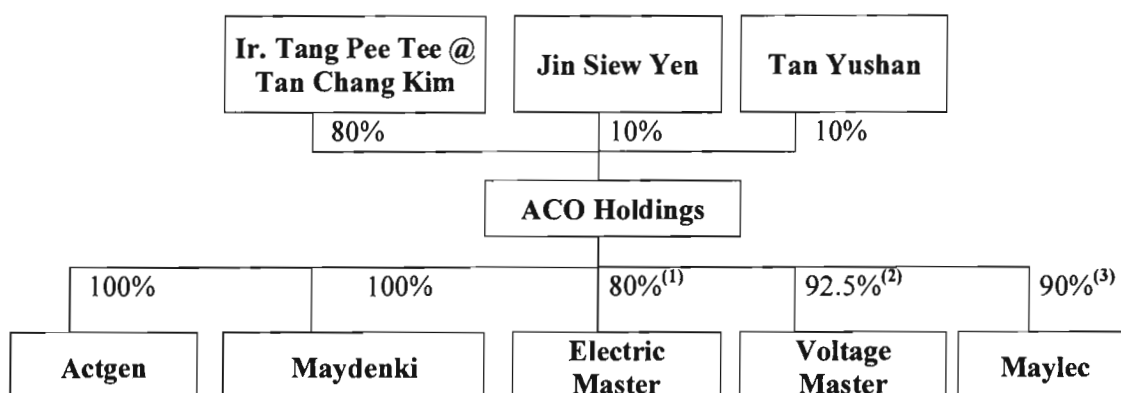 Ir. Tang Pee Tee @
Tan Chang Kim
Jin Siew Yen
Tan Yushan
80%
10%
10%
ACO Holdings
100%
100%
80%(1)
92.5%(2)
90%(3)
Actgen
Maydenki
Electric
Master
Voltage
Master
Maylec